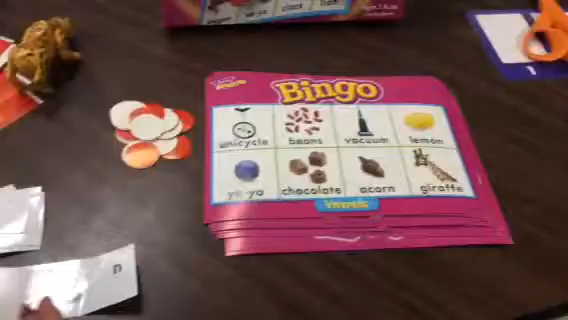 Bingo
unicycle beans vacuum lemon
yo-yo chocolate acorn giraffe
Vowels
n